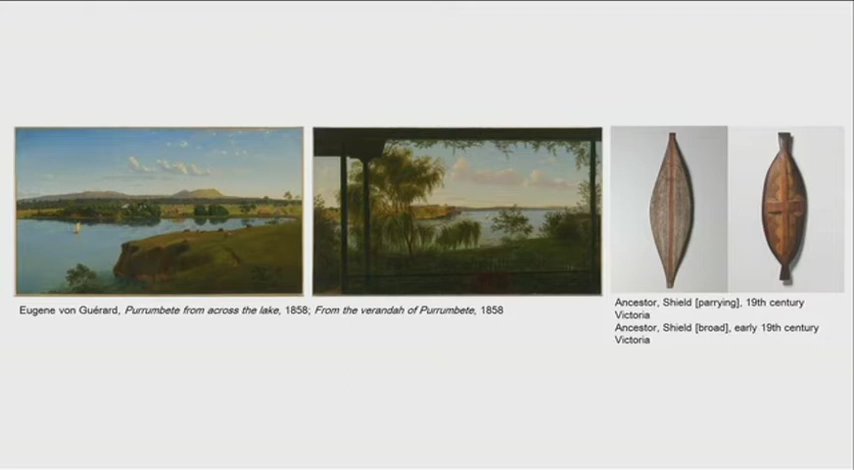 Eugene von Guérard, Purrumbete from across the lake, 1858; From the verandah of Purrumbete, 1858
Ancestor, Shield [parrying], 19th century
Victoria
Ancestor, Shield [broad], early 19th century
Victoria